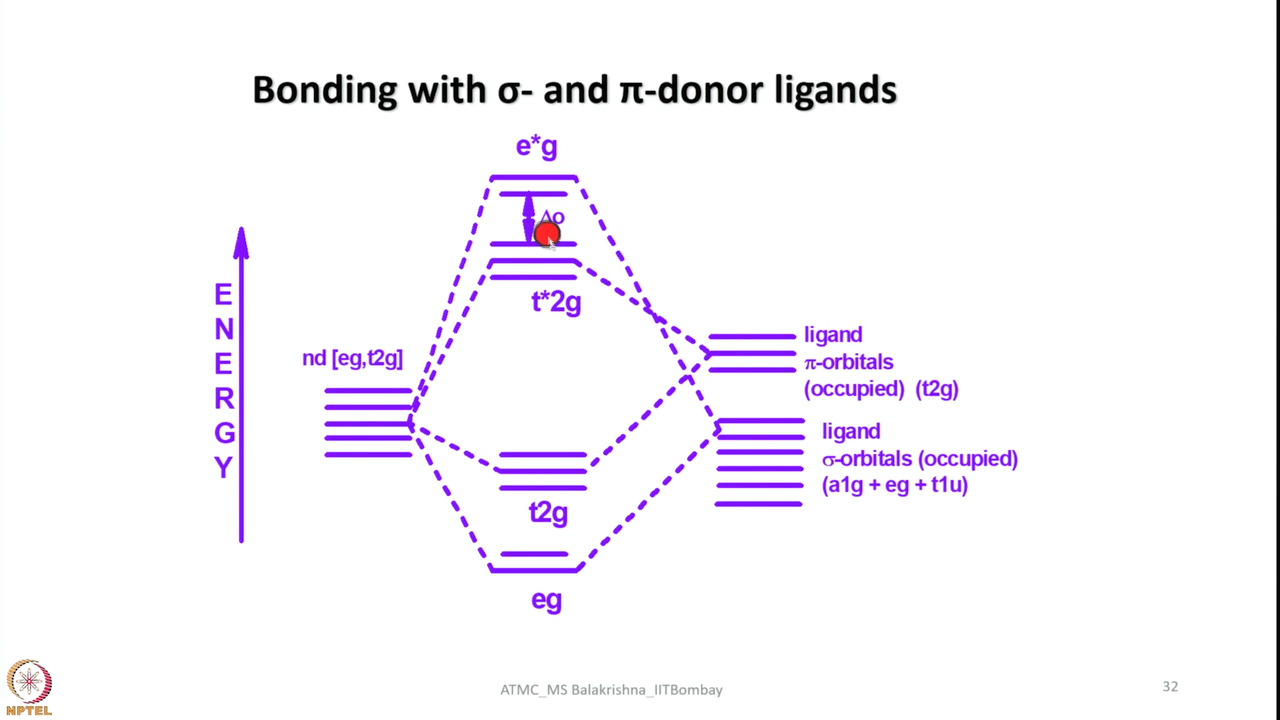 Bonding with σ- and π-donor ligands
e*g
Δo
t*2g
E
N
E
R
G
Y
nd [eg,t2g]
ligand
π-orbitals
(occupied) (t2g)
ligand
σ-orbitals (occupied)
(a1g + eg + t1u)
t2g
eg
NPTEL
ATMC_MS Balakrishna_IITBombay
32